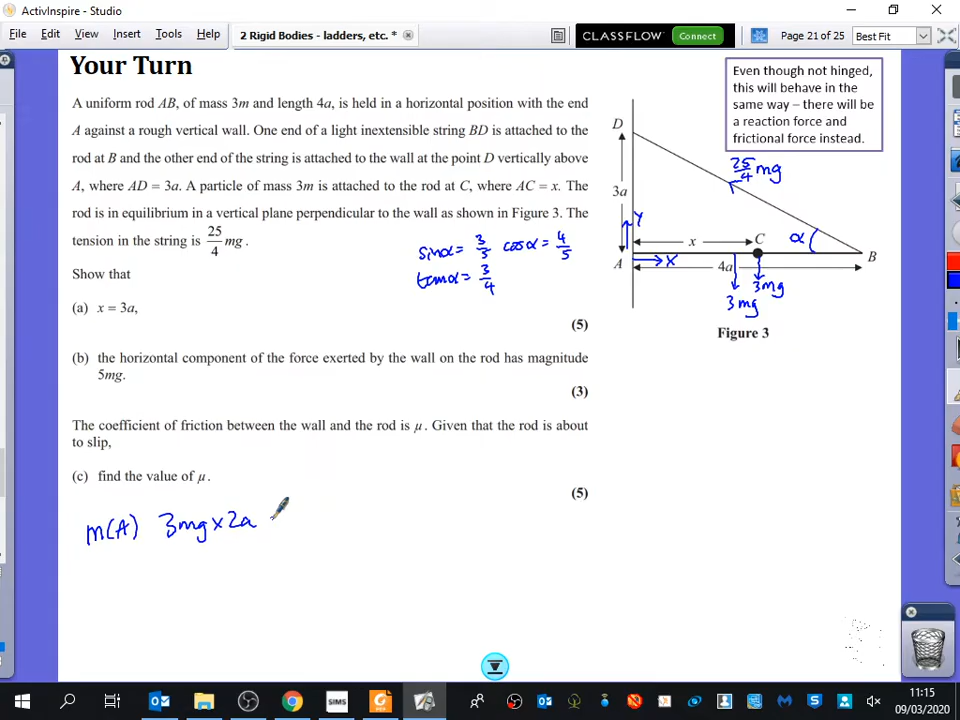 ActivInspire - Studio
File Edit View Insert Tools Help
2 Rigid Bodies - ladders, etc. *
CLASSFLOW Connect
Page 21 of 25
Best Fit
Your Turn
A uniform rod AB, of mass 3m and length 4a, is held in a horizontal position with the end
A against a rough vertical wall. One end of a light inextensible string BD is attached to the
rod at B and the other end of the string is attached to the wall at the point D vertically above
A, where AD = 3a. A particle of mass 3m is attached to the rod at C, where AC = x. The
rod is in equilibrium in a vertical plane perpendicular to the wall as shown in Figure 3. The
tension in the string is 25/4 mg.
sinα = 3/5 cosα = 4/5
tanα = 3/4
Show that
(a) x = 3a,
(5)
(b) the horizontal component of the force exerted by the wall on the rod has magnitude
5mg.
(3)
The coefficient of friction between the wall and the rod is μ. Given that the rod is about
to slip,
(c) find the value of μ.
(5)
M(A) 3mg×2a
Even though not hinged,
this will behave in the
same way – there will be
a reaction force and
frictional force instead.
D
25/4 mg
3a
Y
x
C
α
A
X
4a
B
3mg
3mg
Figure 3
SIMS
11:15
09/03/2020